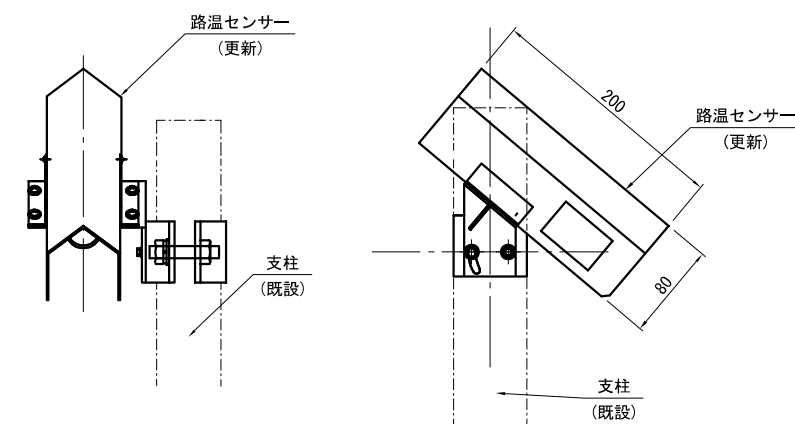 路温センサー
（更新）
支柱
（既設）
200
路温センサー
（更新）
80
支柱
（既設）